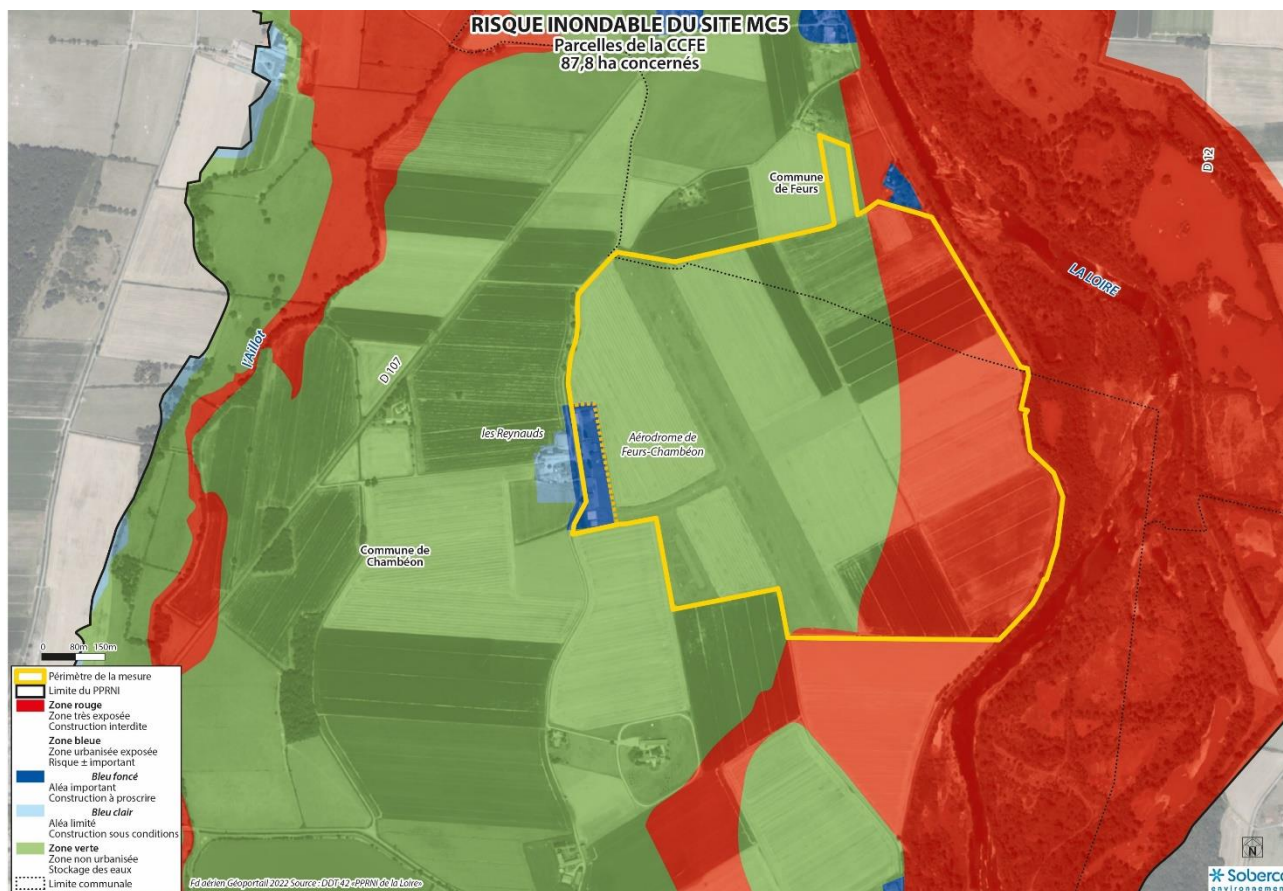 RISQUE INONDABLE DU SITE MC5
Parcelles de la CCFE
87,8 ha concernés
Commune
de Feurs
D 12
LA LOIRE
l'Aillot
D 107
les Reynauds
Aérodrome de
Feurs-Chambéon
Commune de
Chambéon
0 80m 150m
Périmètre de la mesure
Limite du PPRNI
Zone rouge
Zone très exposée
Construction interdite
Zone bleue
Zone urbanisée exposée
Risque ± important
Bleu foncé
Aléa important
Construction à proscrire
Bleu clair
Aléa limité
Construction sous conditions
Zone verte
Zone non urbanisée
Stockage des eaux
Limite communale
Fd aérien Géoportail 2022 Source : DDT 42 «PPRNI de la Loire»
N
Soberco
environnement